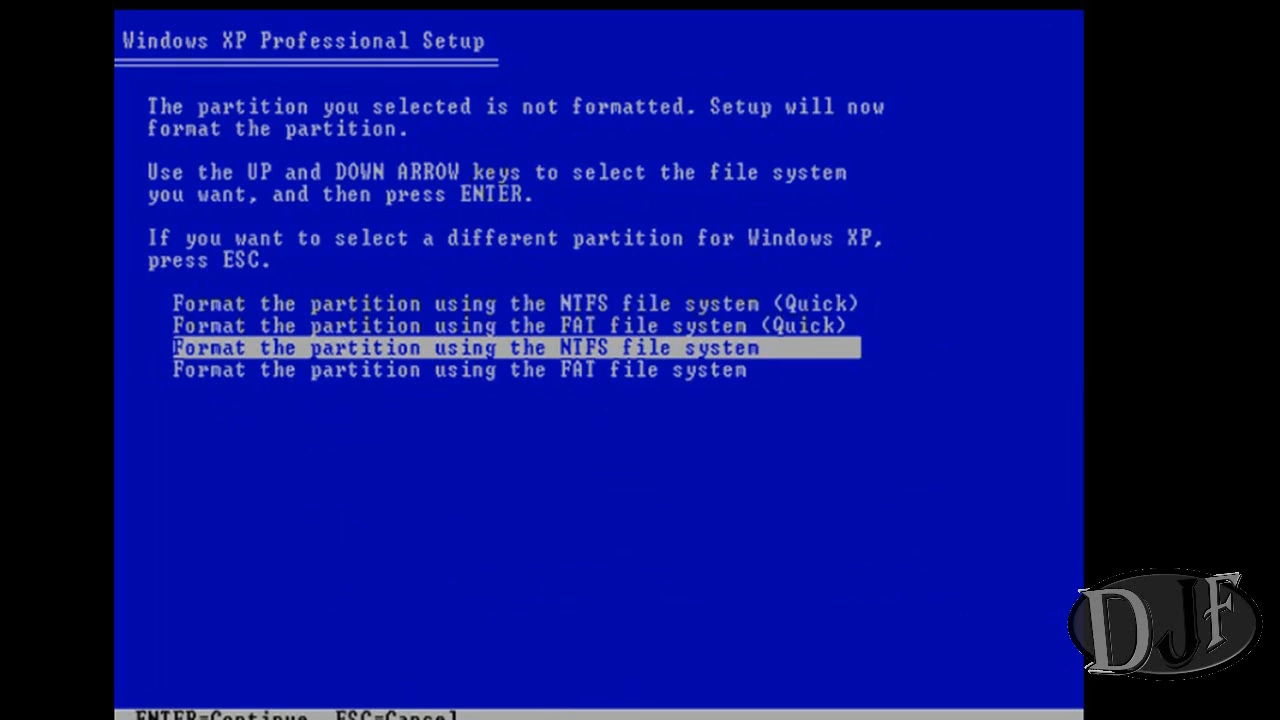 Windows XP Professional Setup
The partition you selected is not formatted. Setup will now
format the partition.
Use the UP and DOWN ARROW keys to select the file system
you want, and then press ENTER.
If you want to select a different partition for Windows XP,
press ESC.
Format the partition using the NTFS file system (Quick)
Format the partition using the FAT file system (Quick)
Format the partition using the NTFS file system
Format the partition using the FAT file system
ENTER=Continue ESC=Cancel
DJF